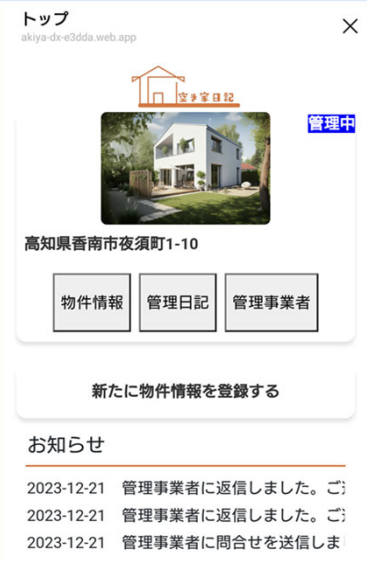 トップ
akiya-dx-e3dda.web.app
空き家日記
管理中
高知県香南市夜須町1-10
物件情報 管理日記 管理事業者
新たに物件情報を登録する
お知らせ
2023-12-21 管理事業者に返信しました。ご
2023-12-21 管理事業者に返信しました。ご
2023-12-21 管理事業者に問合せを送信しま